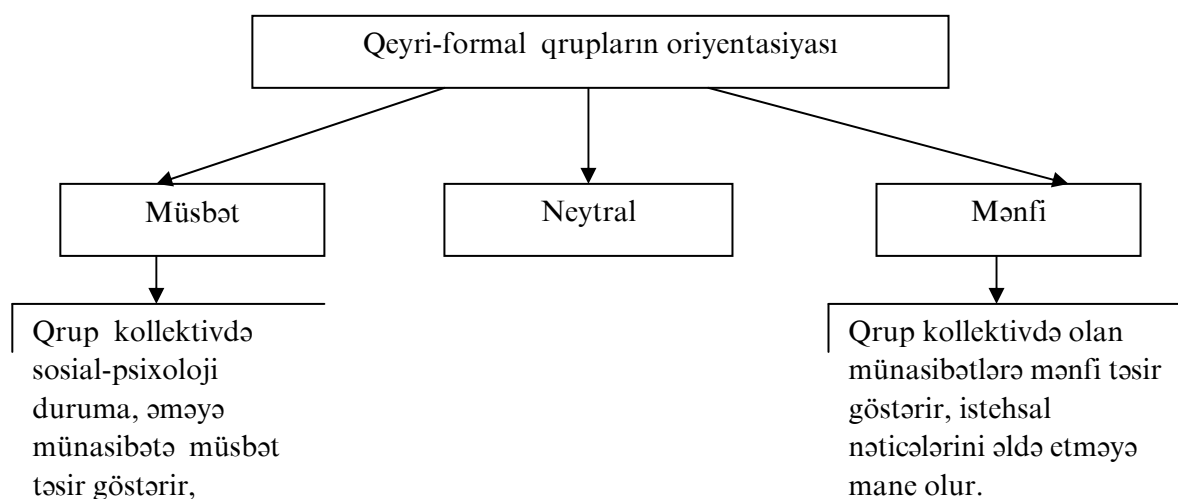 Qeyri-formal qrupların oriyentasiyası
Müsbət
Neytral
Mənfi
Qrup kollektivdə
sosial-psixoloji
duruma, əməyə
münasibətə müsbət
təsir göstərir,
Qrup kollektivdə olan
münasibətlərə mənfi təsir
göstərir, istehsal
nəticələrini əldə etməyə
mane olur.